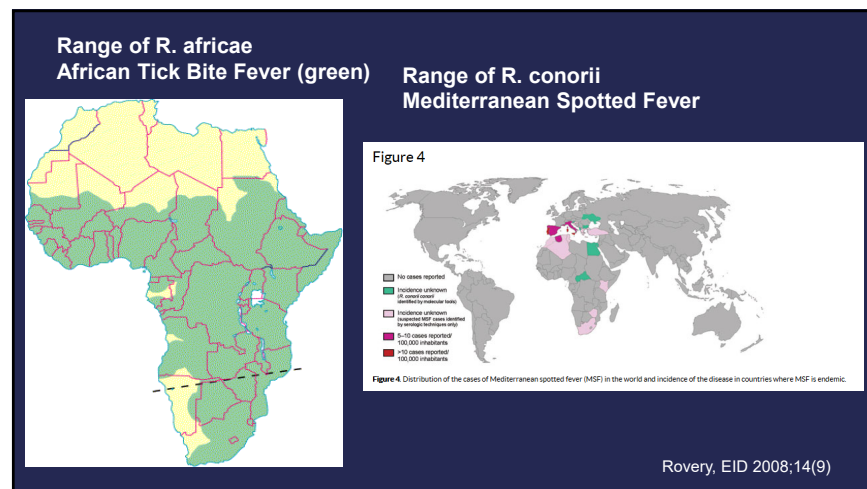 Range of R. africae
African Tick Bite Fever (green)
Range of R. conorii
Mediterranean Spotted Fever
Figure 4
No cases reported
Incidence unknown
(R. conorii conorii
identified by molecular tools)
Incidence unknown
(suspected MSF cases identified
by serologic techniques only)
5–10 cases reported/
100,000 inhabitants
>10 cases reported/
100,000 inhabitants
Figure 4. Distribution of the cases of Mediterranean spotted fever (MSF) in the world and incidence of the disease in countries where MSF is endemic.
Rovery, EID 2008;14(9)